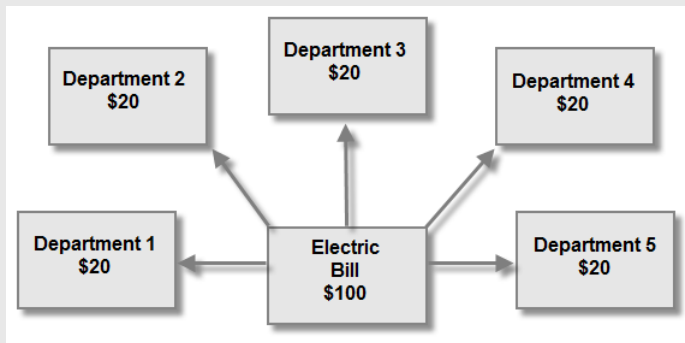 Department 1
$20
Department 2
$20
Department 3
$20
Department 4
$20
Department 5
$20
Electric
Bill
$100